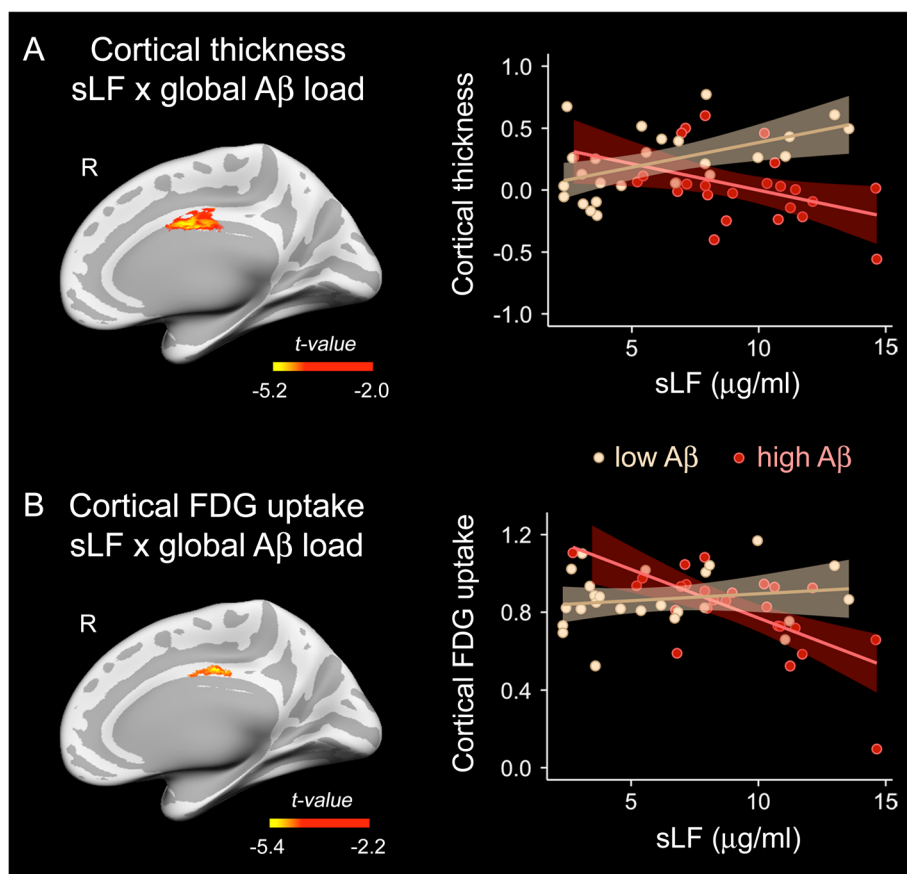 A Cortical thickness
sLF x global Aβ load
R
t-value
-5.2 -2.0
Cortical thickness
1.0
0.5
0.0
-0.5
-1.0
5 10 15
sLF (μg/ml)
low Aβ high Aβ
B Cortical FDG uptake
sLF x global Aβ load
R
t-value
-5.4 -2.2
Cortical FDG uptake
1.2
0.8
0.4
0.0
5 10 15
sLF (μg/ml)